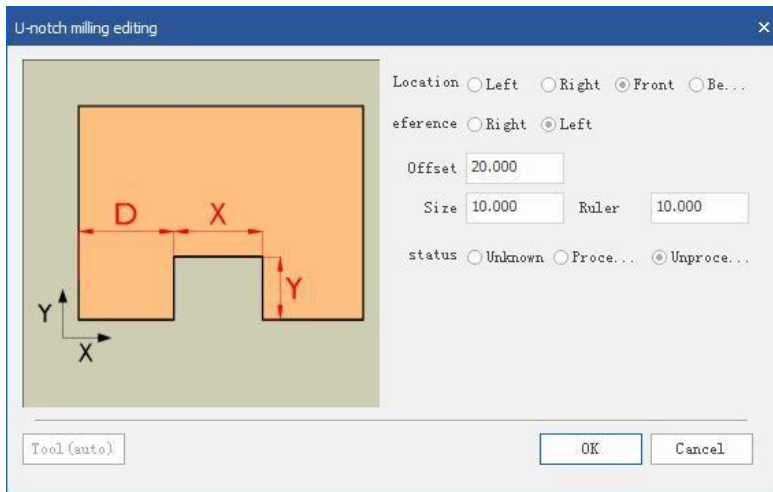 U-notch milling editing ×
Location Left Right Front Be...
eference Right Left
Offset 20.000
Size 10.000 Ruler 10.000
status Unknown Proce... Unproce...
D X
Y
Y
X
Tool(auto) OK Cancel